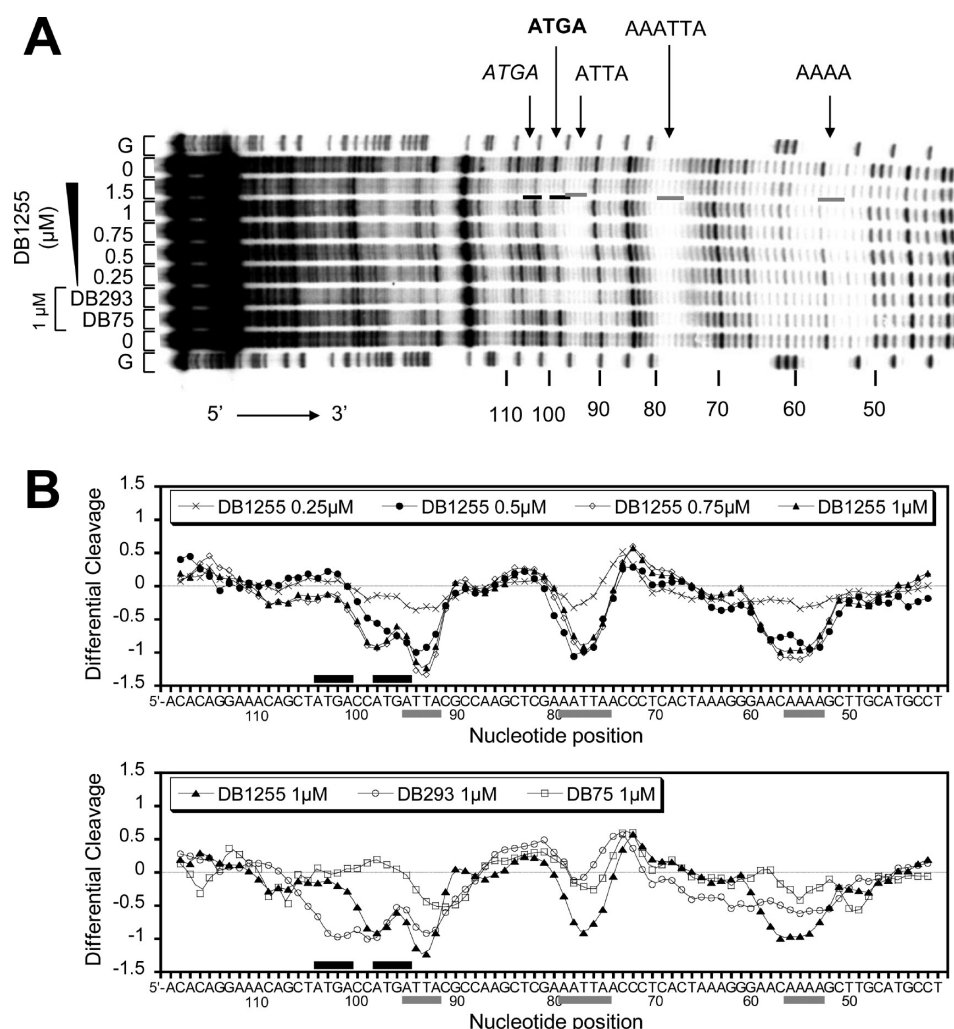 A
ATGA
AAATTA
ATGA
ATTA
AAAA
G
0
1.5
1
0.75
0.5
0.25
DB1255
(µM)
DB293
DB75
1 µM
0
G
5’ 3’
110 100 90 80 70 60 50
B
1.5
1
0.5
0
-0.5
-1
-1.5
Differential Cleavage
DB1255 0.25µM DB1255 0.5µM DB1255 0.75µM DB1255 1µM
5'-ACACAGGAAACAGCTATGACCATGATTACGCCAAGCTCGAAATTAACCCTCACTAAAGGGAACAAAAGCTTGCATGCCT
110 100 90 80 70 60 50
Nucleotide position
1.5
1
0.5
0
-0.5
-1
-1.5
Differential Cleavage
DB1255 1µM DB293 1µM DB75 1µM
5'-ACACAGGAAACAGCTATGACCATGATTACGCCAAGCTCGAAATTAACCCTCACTAAAGGGAACAAAAGCTTGCATGCCT
110 100 90 80 70 60 50
Nucleotide position